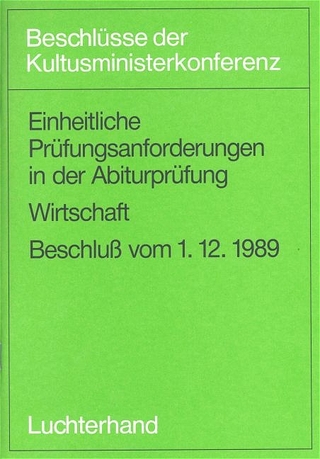 Beschlüsse der
Kultusministerkonferenz
Einheitliche
Prüfungsanforderungen
in der Abiturprüfung
Wirtschaft
Beschluß vom 1. 12. 1989
Luchterhand